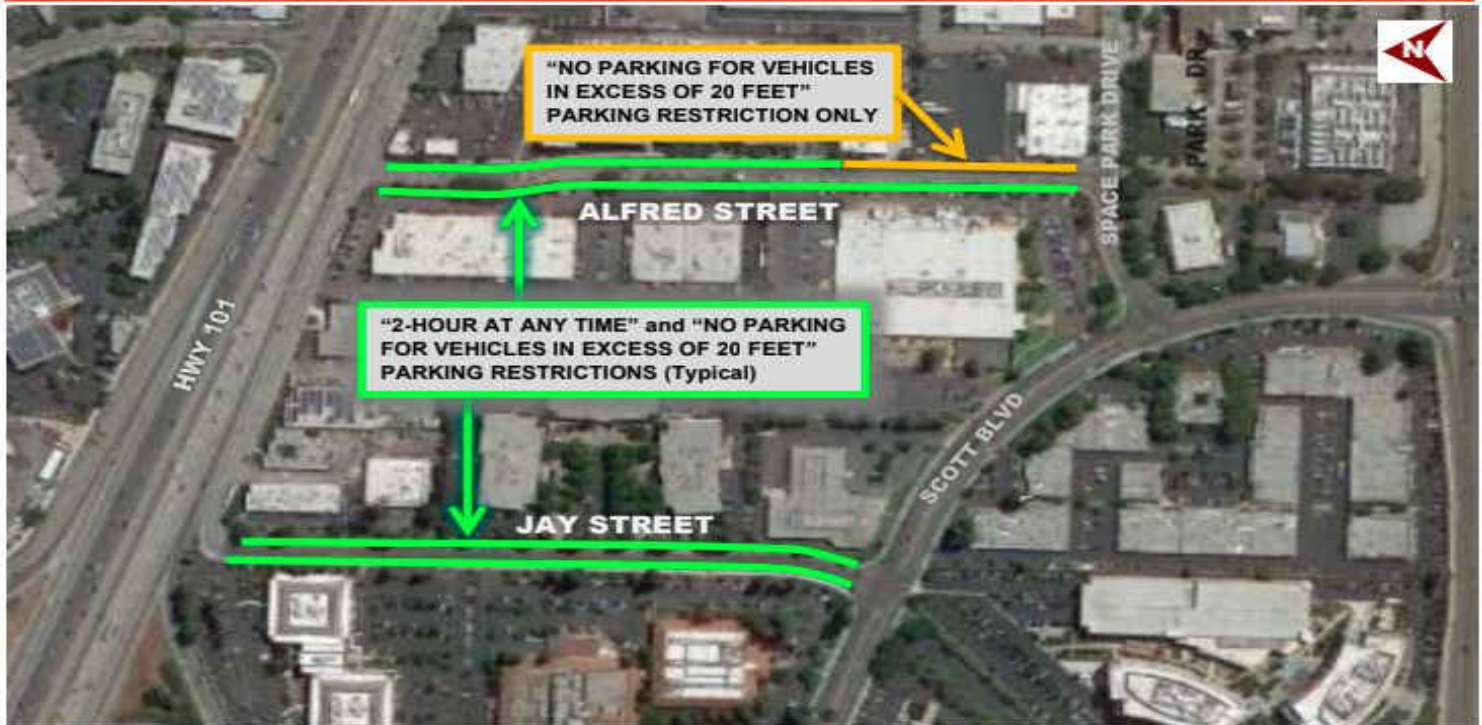 N
"NO PARKING FOR VEHICLES
IN EXCESS OF 20 FEET"
PARKING RESTRICTION ONLY
SPACE PARK DRIVE
PARK DR
ALFRED STREET
HWY 101
"2-HOUR AT ANY TIME" and "NO PARKING
FOR VEHICLES IN EXCESS OF 20 FEET"
PARKING RESTRICTIONS (Typical)
SCOTT BLVD
JAY STREET